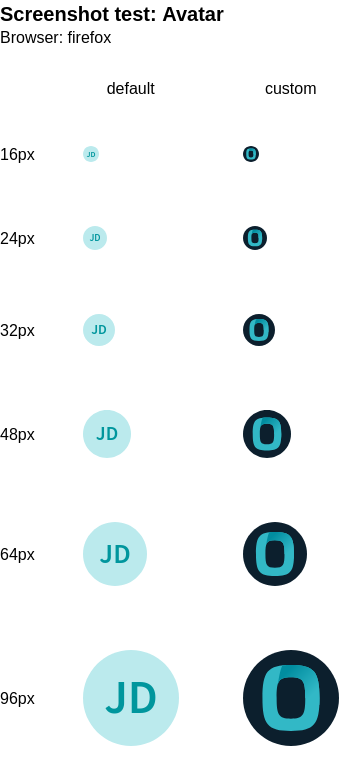 Screenshot test: Avatar
Browser: firefox
default custom
16px JD
24px JD
32px JD
48px JD
64px JD
96px JD